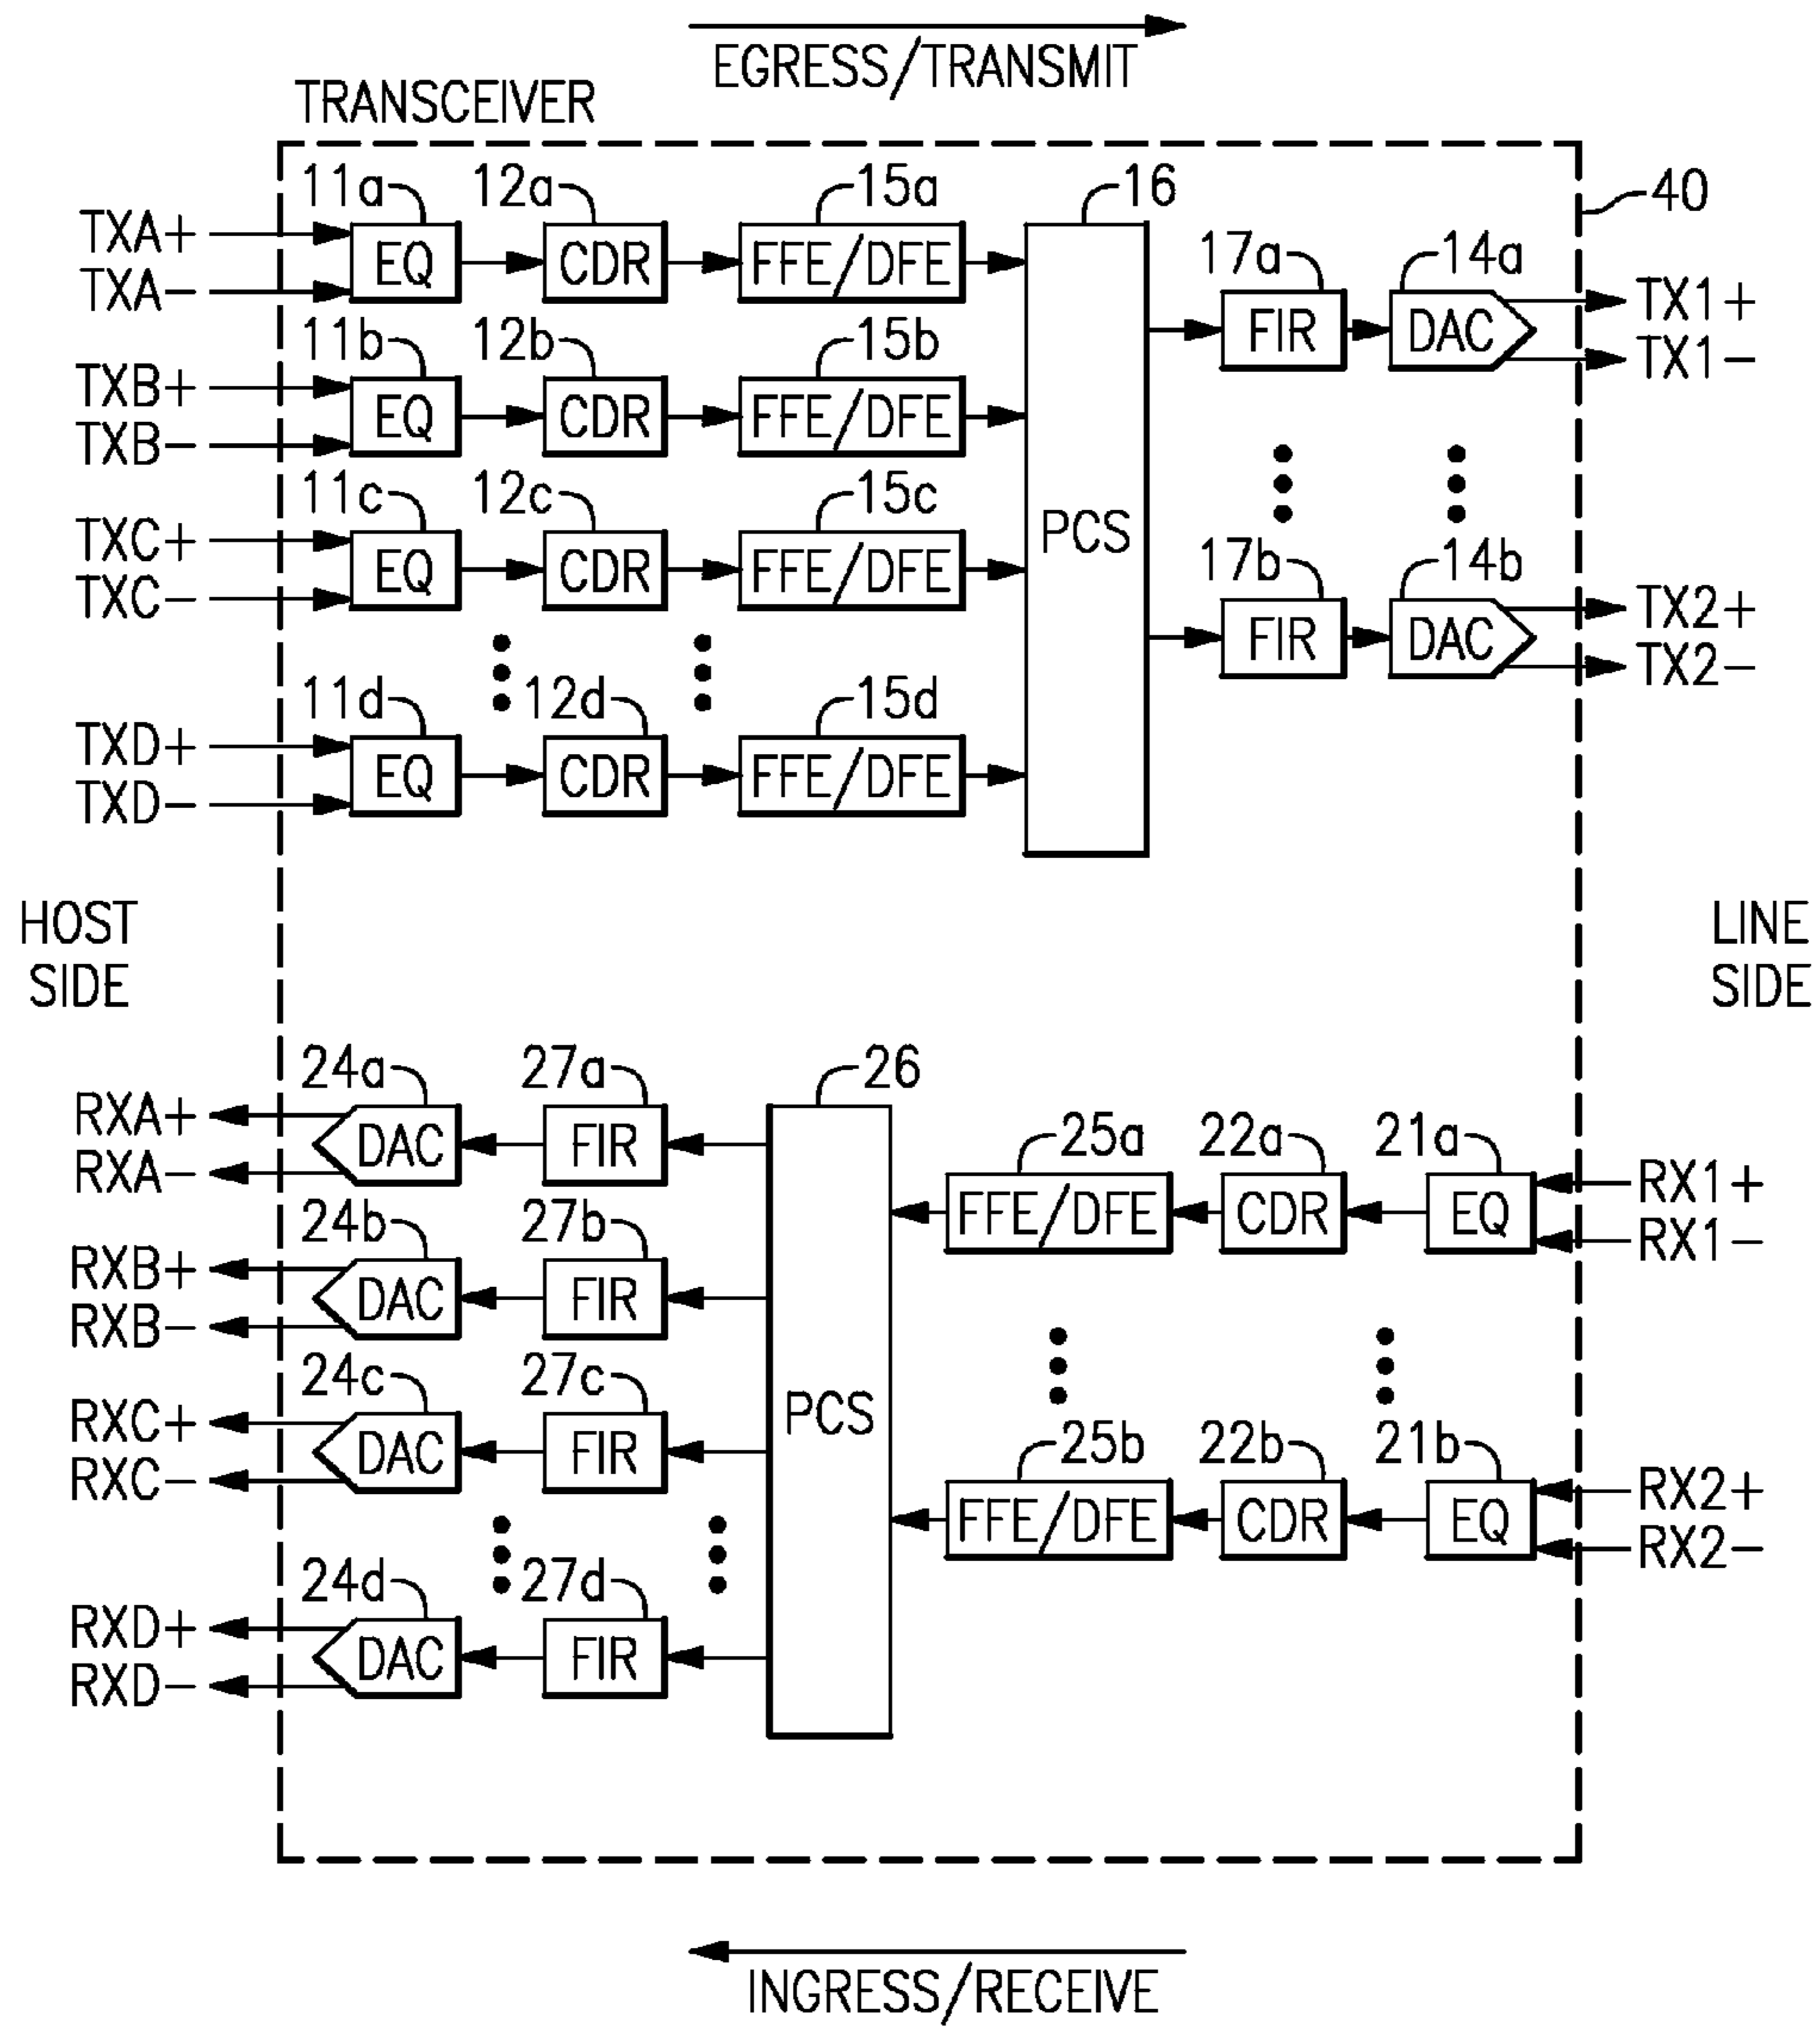 EGRESS/TRANSMIT
TRANSCEIVER
11a 12a 15a 16 40
TXA+ EQ CDR FFE/DFE 17a 14a
TXA- TX1+
11b 12b 15b FIR DAC
TXB+ TX1-
TXB- EQ CDR FFE/DFE
11c 12c 15c
TXC+ PCS
TXC- EQ CDR FFE/DFE 17b 14b
TX2+
FIR DAC
TX2-
11d 12d 15d
TXD+
EQ CDR FFE/DFE
TXD-
HOST SIDE
LINE SIDE
24a 27a 26
RXA+ DAC FIR 25a 22a 21a
RXA- RX1+
24b 27b FFE/DFE CDR EQ
RX1-
RXB+ DAC FIR
RXB-
24c 27c
RXC+ PCS
RXC- DAC FIR 25b 22b 21b
RX2+
FFE/DFE CDR EQ
RX2-
24d 27d
RXD+
DAC FIR
RXD-
INGRESS/RECEIVE